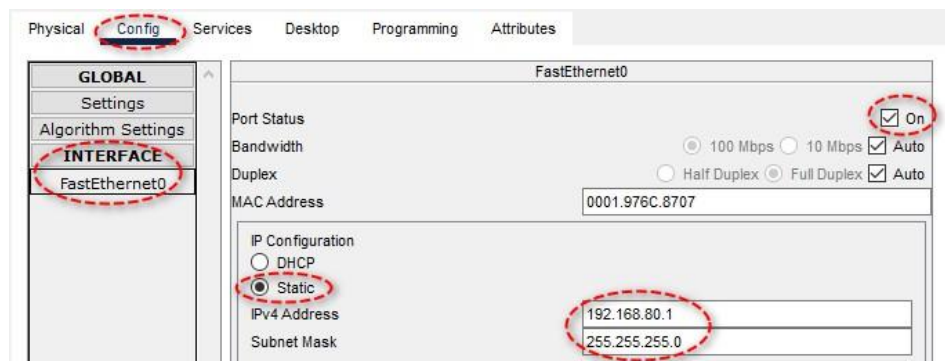 Physical Config Services Desktop Programming Attributes
GLOBAL
Settings
Algorithm Settings
INTERFACE
FastEthernet0
FastEthernet0
Port Status On
Bandwidth 100 Mbps 10 Mbps Auto
Duplex Half Duplex Full Duplex Auto
MAC Address 0001.976C.8707
IP Configuration
DHCP
Static
IPv4 Address 192.168.80.1
Subnet Mask 255.255.255.0